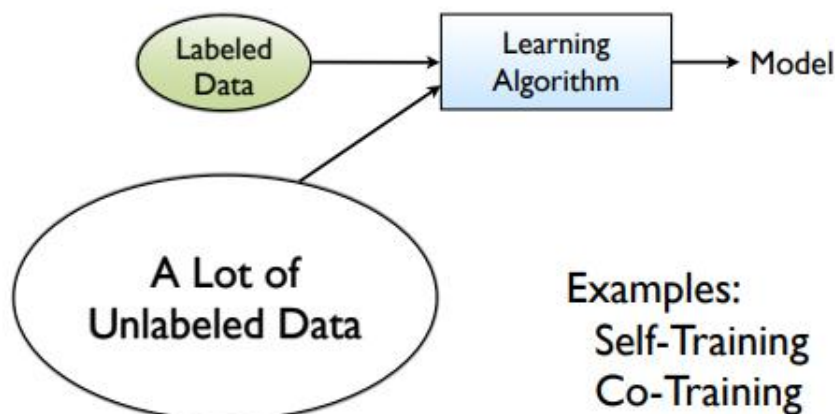 Labeled
Data
Learning
Algorithm
Model
A Lot of
Unlabeled Data
Examples:
Self-Training
Co-Training